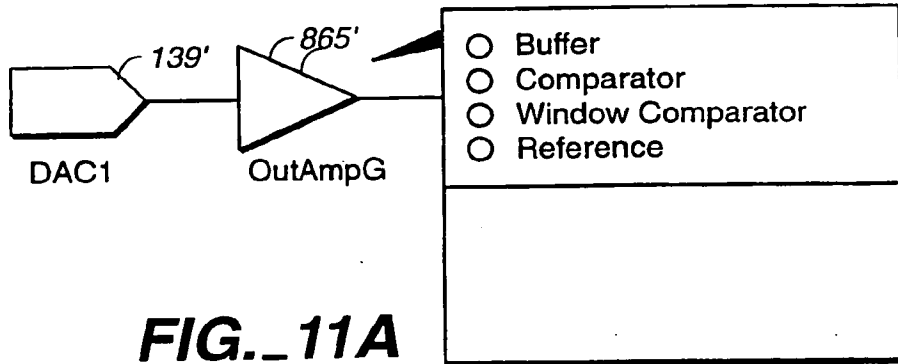 139'
865'
DAC1
OutAmpG
Buffer
Comparator
Window Comparator
Reference
FIG._11A